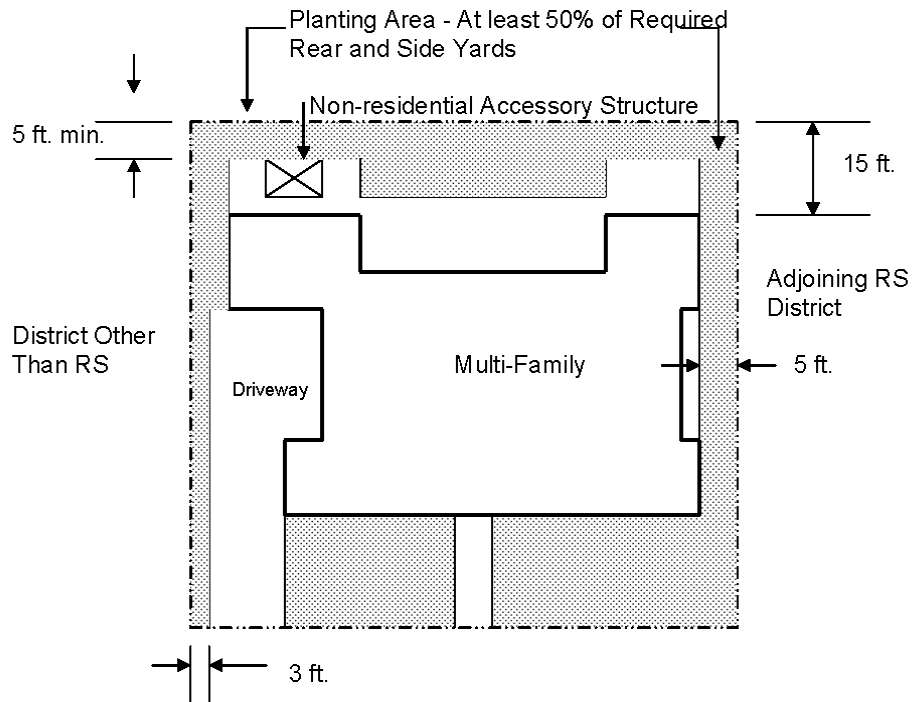 Planting Area - At least 50% of Required
Rear and Side Yards
Non-residential Accessory Structure
5 ft. min.
15 ft.
Adjoining RS
District
District Other
Than RS
Multi-Family
5 ft.
Driveway
3 ft.